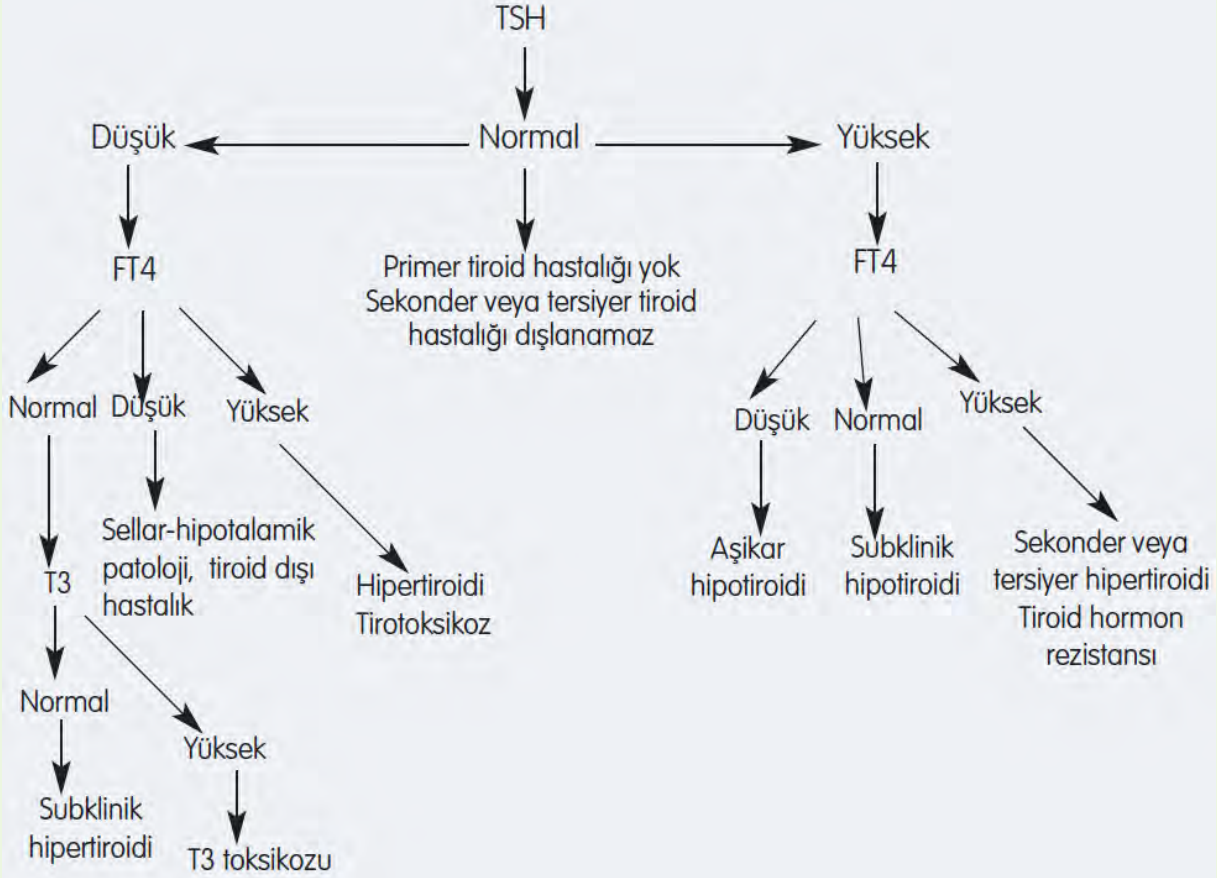 TSH
Düşük
Normal
Yüksek
FT4
Primer tiroid hastalığı yok
Sekonder veya tersiyer tiroid
hastalığı dışlanamaz
FT4
Normal
Düşük
Yüksek
Düşük
Normal
Yüksek
T3
Sellar-hipotalamik
patoloji, tiroid dışı
hastalık
Hipertiroidi
Tirotoksikoz
Aşikar
hipotiroidi
Subklinik
hipotiroidi
Sekonder veya
tersiyer hipertiroidi
Tiroid hormon
rezistansı
Normal
Yüksek
Subklinik
hipertiroidi
T3 toksikozu